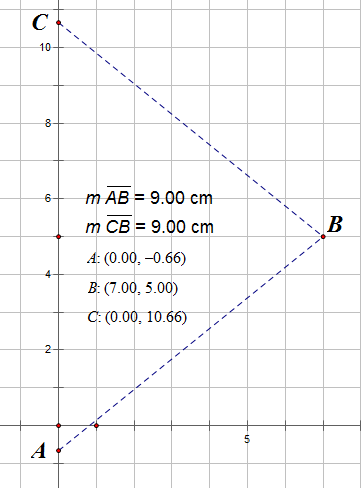 C
10
8
6
m AB = 9.00 cm
B
m CB = 9.00 cm
A: (0.00, –0.66)
4
B: (7.00, 5.00)
C: (0.00, 10.66)
2
5
A